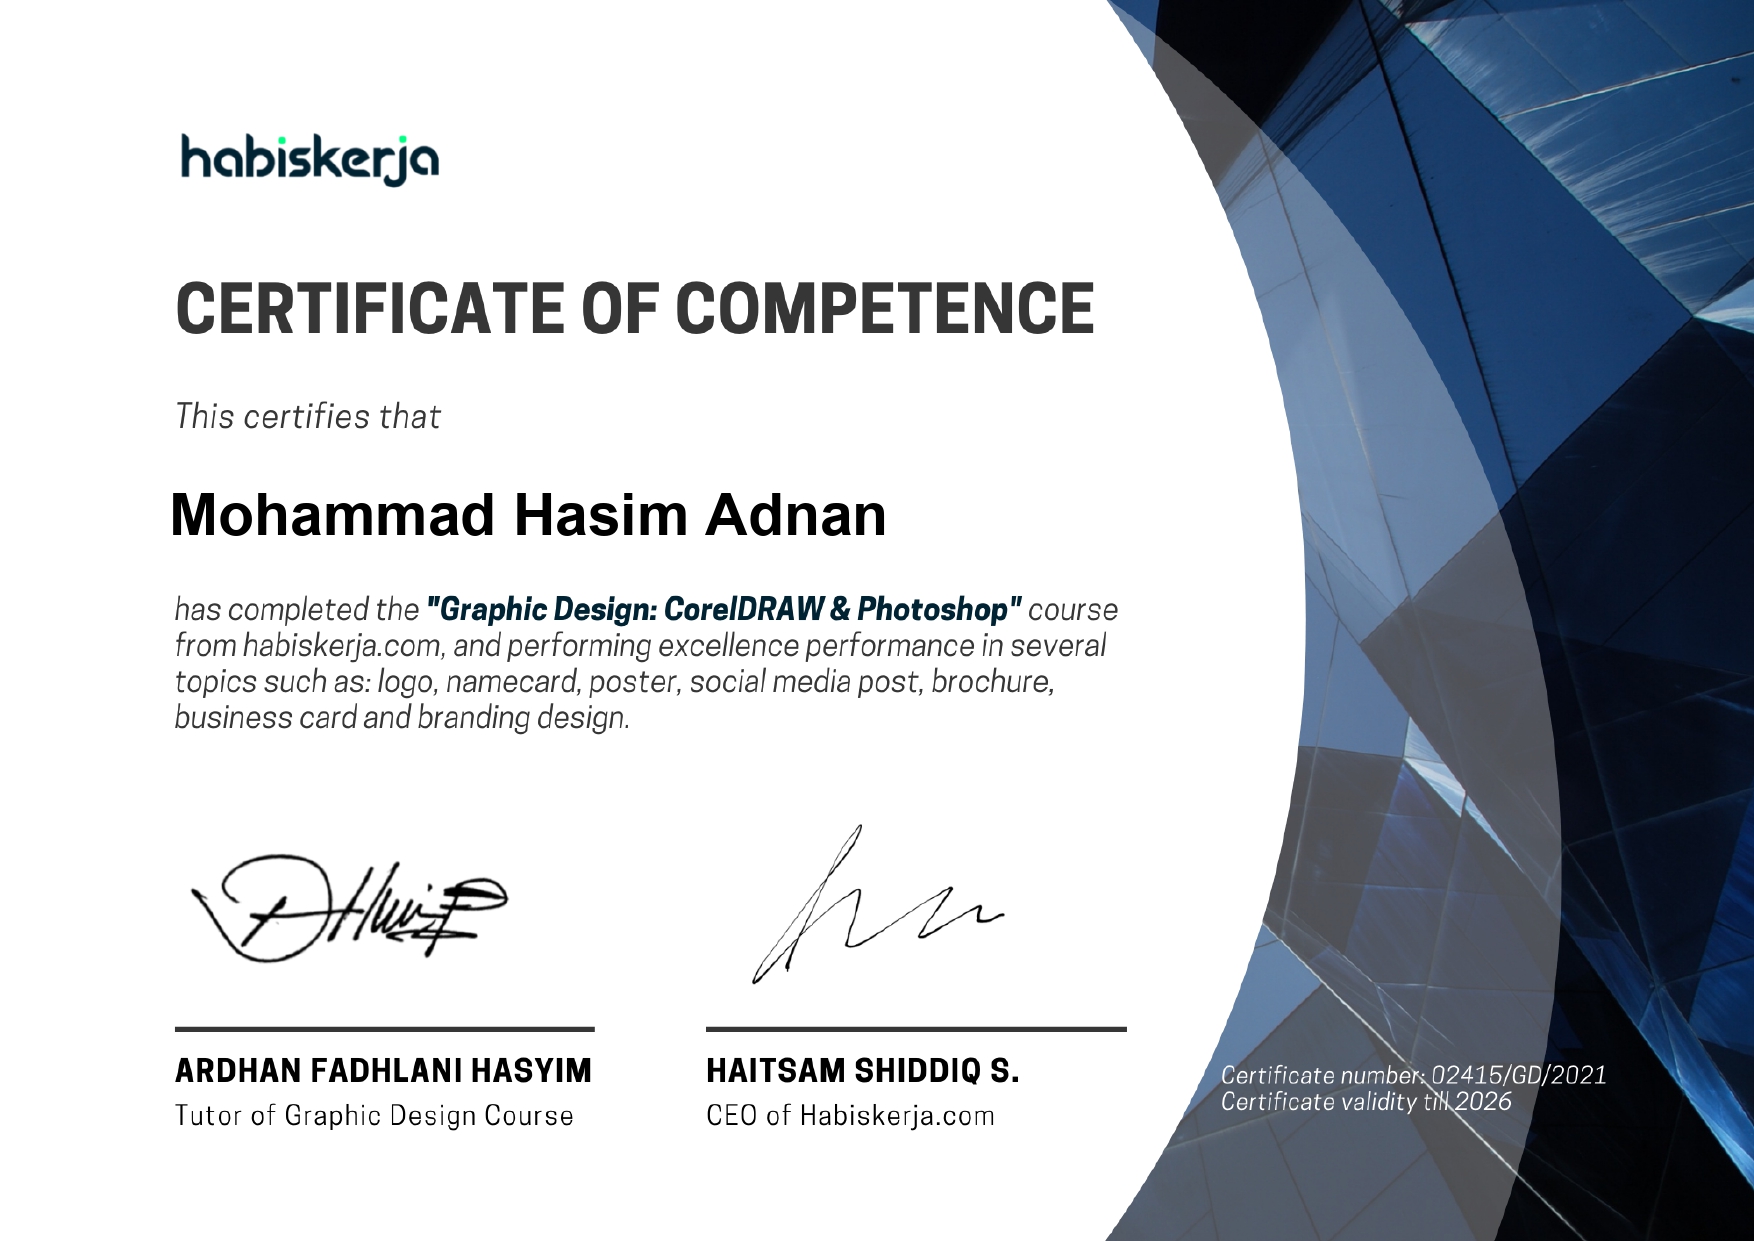 habiskerja
CERTIFICATE OF COMPETENCE
This certifies that
Mohammad Hasim Adnan
has completed the "Graphic Design: CorelDRAW & Photoshop" course
from habiskerja.com, and performing excellence performance in several
topics such as: logo, namecard, poster, social media post, brochure,
business card and branding design.
ARDHAN FADHLANI HASYIM
Tutor of Graphic Design Course
HAITSAM SHIDDIQ S.
CEO of Habiskerja.com
Certificate number: 02415/GD/2021
Certificate validity till 2026